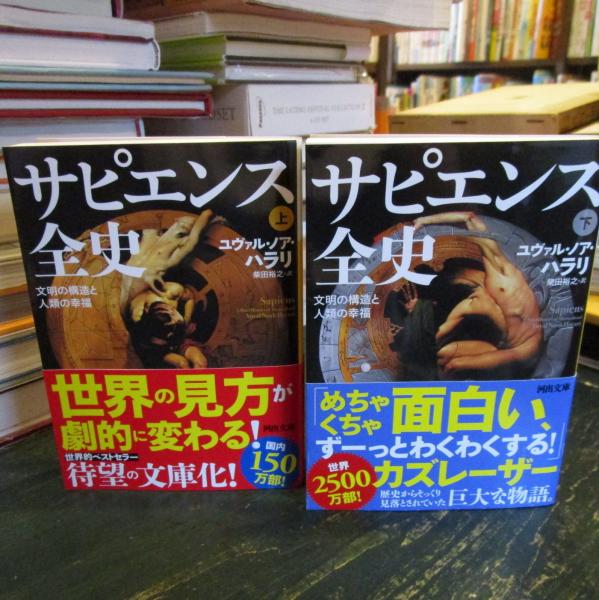 サピエンス
全史
上
ユヴァル・ノア・
ハラリ
柴田裕之・訳
文明の構造と
人類の幸福
Sapiens
世界の見方が
劇的に変わる!
河出文庫
世界的ベストセラー
待望の文庫化!
国内
150
万部!
サピエンス
全史
下
ユヴァル・ノア・
ハラリ
柴田裕之・訳
文明の構造と
人類の幸福
Sapiens
河出文庫
「めちゃ
くちゃ
面白い、
ずーっとわくわくする!」
カズレーザー
世界
2500
万部!
歴史からそっくり
見落とされていた
巨大な物語。